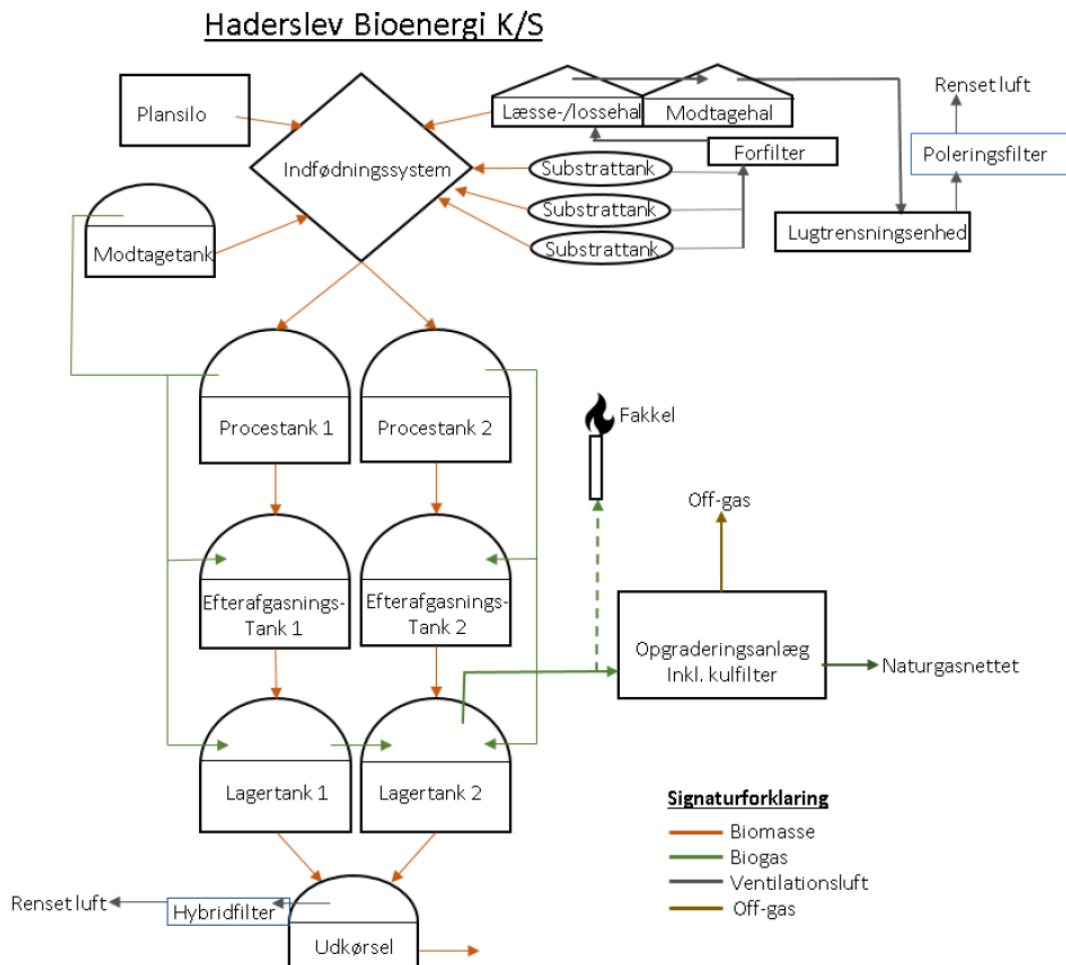 Haderslev Bioenergi K/S
Plansilo
Indfødningssystem
Læsse-/lossehal
Modtagehal
Renset luft
Forfilter
Poleringsfilter
Substrattank
Substrattank
Substrattank
Lugtrensningsenhed
Modtagetank
Procestank 1
Procestank 2
Fakkel
Off-gas
Efterafgasnings-
Tank 1
Efterafgasnings-
Tank 2
Opgraderingsanlæg
Inkl. kulfilter
Naturgasnettet
Lagertank 1
Lagertank 2
Signaturforklaring
Biomasse
Biogas
Ventilationsluft
Off-gas
Renset luft
Hybridfilter
Udkørsel